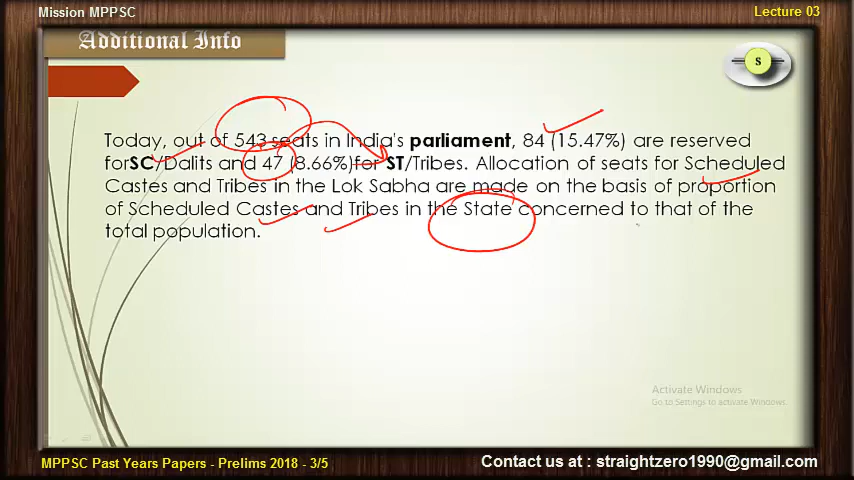 Mission MPPSC
Lecture 03
Additional Info
S
Today, out of 543 seats in India's parliament, 84 (15.47%) are reserved
forSC/Dalits and 47 (8.66%)for ST/Tribes. Allocation of seats for Scheduled
Castes and Tribes in the Lok Sabha are made on the basis of proportion
of Scheduled Castes and Tribes in the State concerned to that of the
total population.
Activate Windows
Go to Settings to activate Windows.
MPPSC Past Years Papers - Prelims 2018 - 3/5
Contact us at : straightzero1990@gmail.com